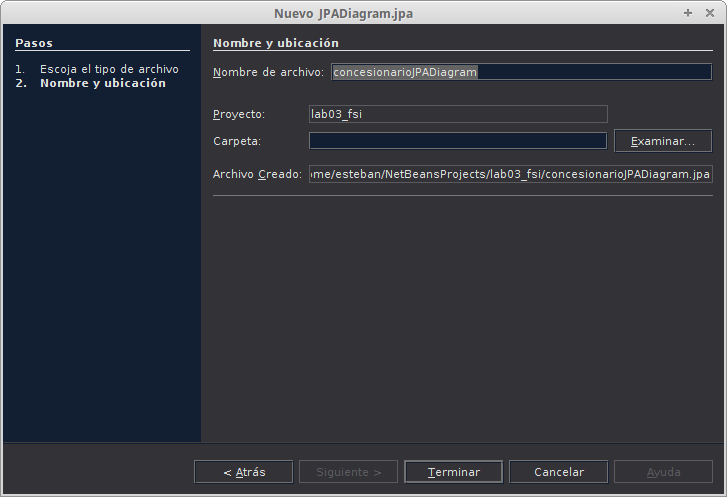 Nuevo JPADiagram.jpa
Pasos
1. Escoja el tipo de archivo
2. Nombre y ubicación
Nombre y ubicación
Nombre de archivo: concesionarioJPADiagram
Proyecto: lab03_fsi
Carpeta: Examinar...
Archivo Creado: ome/esteban/NetBeansProjects/lab03_fsi/concesionarioJPADiagram.jpa
< Atrás Siguiente > Terminar Cancelar Ayuda